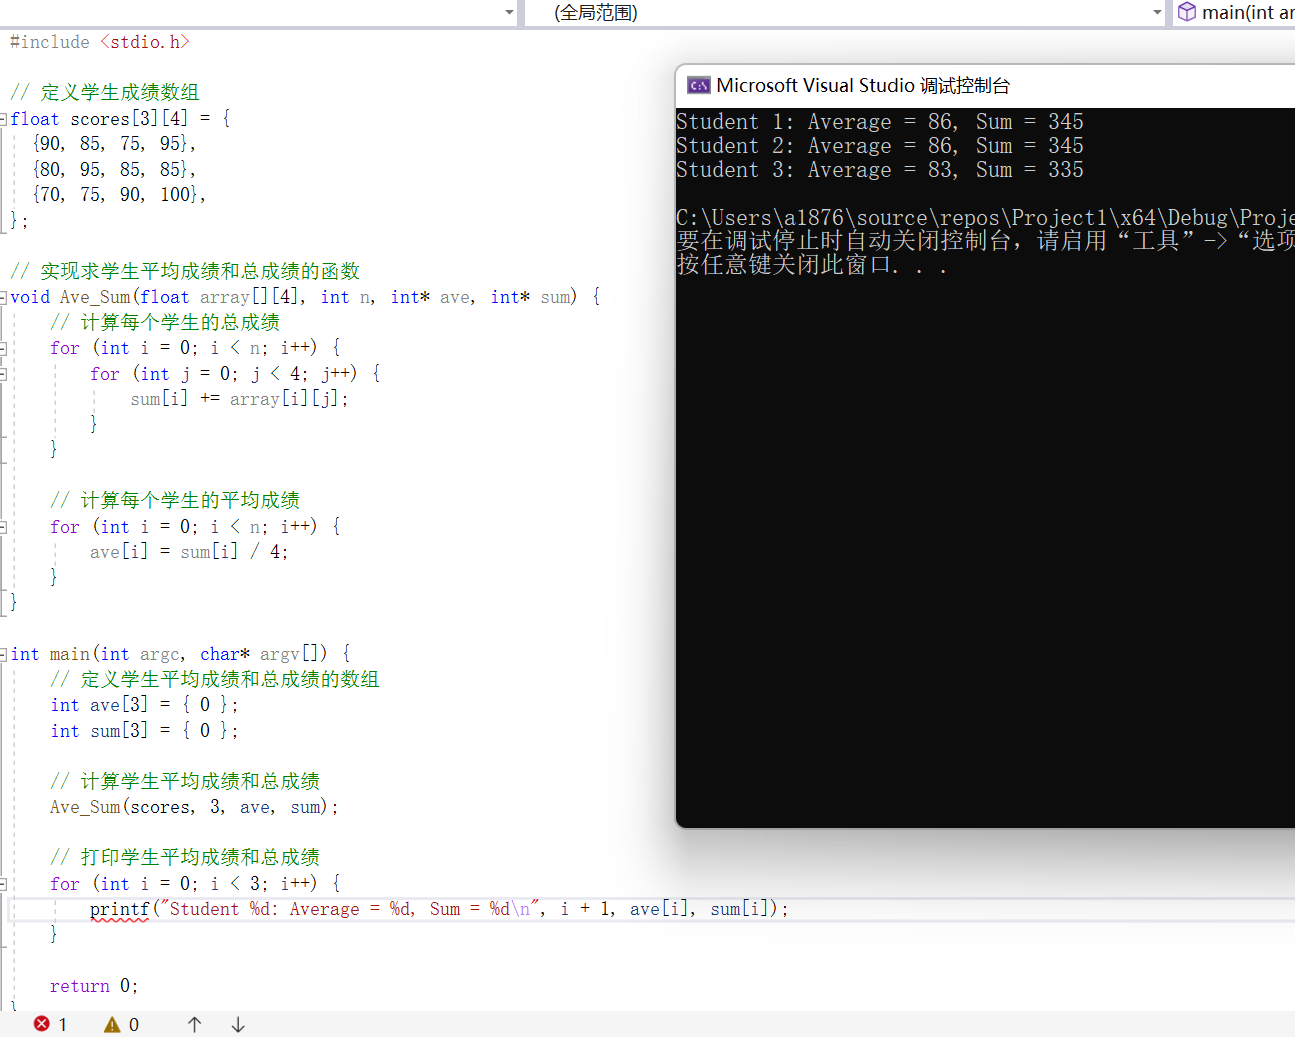 (全局范围)
main(int ar
#include <stdio.h>
// 定义学生成绩数组
float scores[3][4] = {
{90, 85, 75, 95},
{80, 95, 85, 85},
{70, 75, 90, 100},
};
// 实现求学生平均成绩和总成绩的函数
void Ave_Sum(float array[][4], int n, int* ave, int* sum) {
// 计算每个学生的总成绩
for (int i = 0; i < n; i++) {
for (int j = 0; j < 4; j++) {
sum[i] += array[i][j];
}
}
// 计算每个学生的平均成绩
for (int i = 0; i < n; i++) {
ave[i] = sum[i] / 4;
}
}
int main(int argc, char* argv[]) {
// 定义学生平均成绩和总成绩的数组
int ave[3] = { 0 };
int sum[3] = { 0 };
// 计算学生平均成绩和总成绩
Ave_Sum(scores, 3, ave, sum);
// 打印学生平均成绩和总成绩
for (int i = 0; i < 3; i++) {
printf("Student %d: Average = %d, Sum = %d\n", i + 1, ave[i], sum[i]);
}
return 0;
1
0
Microsoft Visual Studio 调试控制台
Student 1: Average = 86, Sum = 345
Student 2: Average = 86, Sum = 345
Student 3: Average = 83, Sum = 335
C:\Users\a1876\source\repos\Project1\x64\Debug\Proje
要在调试停止时自动关闭控制台，请启用“工具”->“选项
按任意键关闭此窗口. . .